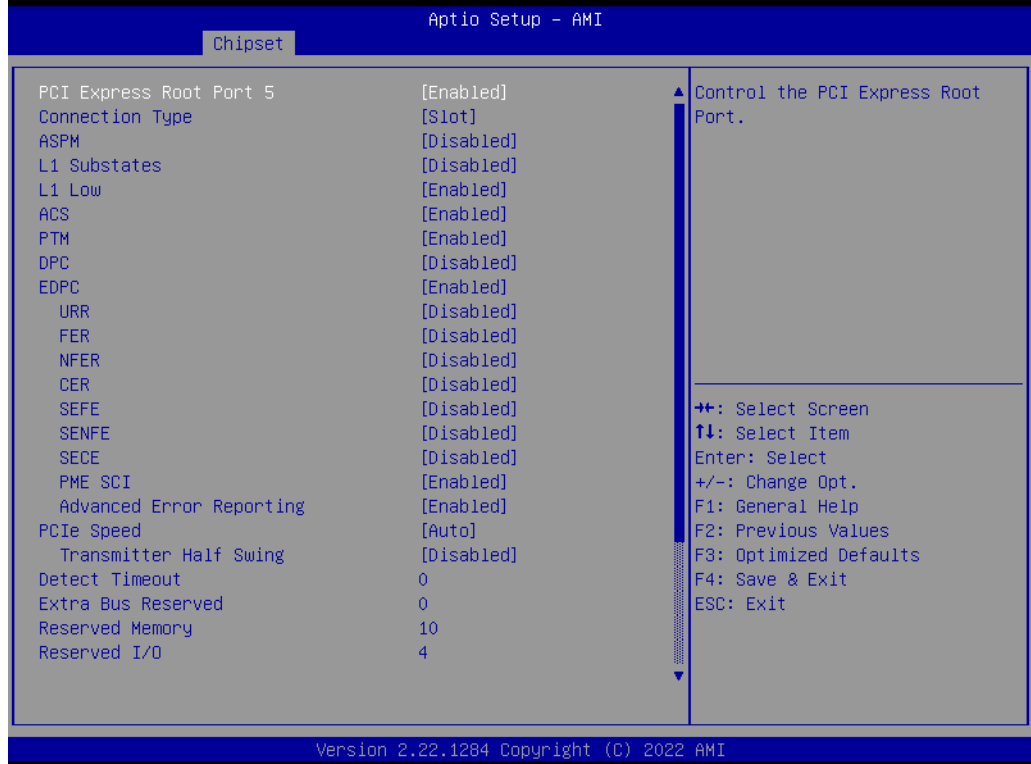 Aptio Setup – AMI
Chipset
PCI Express Root Port 5 [Enabled]
Connection Type [Slot]
ASPM [Disabled]
L1 Substates [Disabled]
L1 Low [Enabled]
ACS [Enabled]
PTM [Enabled]
DPC [Disabled]
EDPC [Enabled]
URR [Disabled]
FER [Disabled]
NFER [Disabled]
CER [Disabled]
SEFE [Disabled]
SENFE [Disabled]
SECE [Disabled]
PME SCI [Enabled]
Advanced Error Reporting [Enabled]
PCIe Speed [Auto]
Transmitter Half Swing [Disabled]
Detect Timeout 0
Extra Bus Reserved 0
Reserved Memory 10
Reserved I/O 4
Control the PCI Express Root
Port.
→←: Select Screen
↑↓: Select Item
Enter: Select
+/-: Change Opt.
F1: General Help
F2: Previous Values
F3: Optimized Defaults
F4: Save & Exit
ESC: Exit
Version 2.22.1284 Copyright (C) 2022 AMI